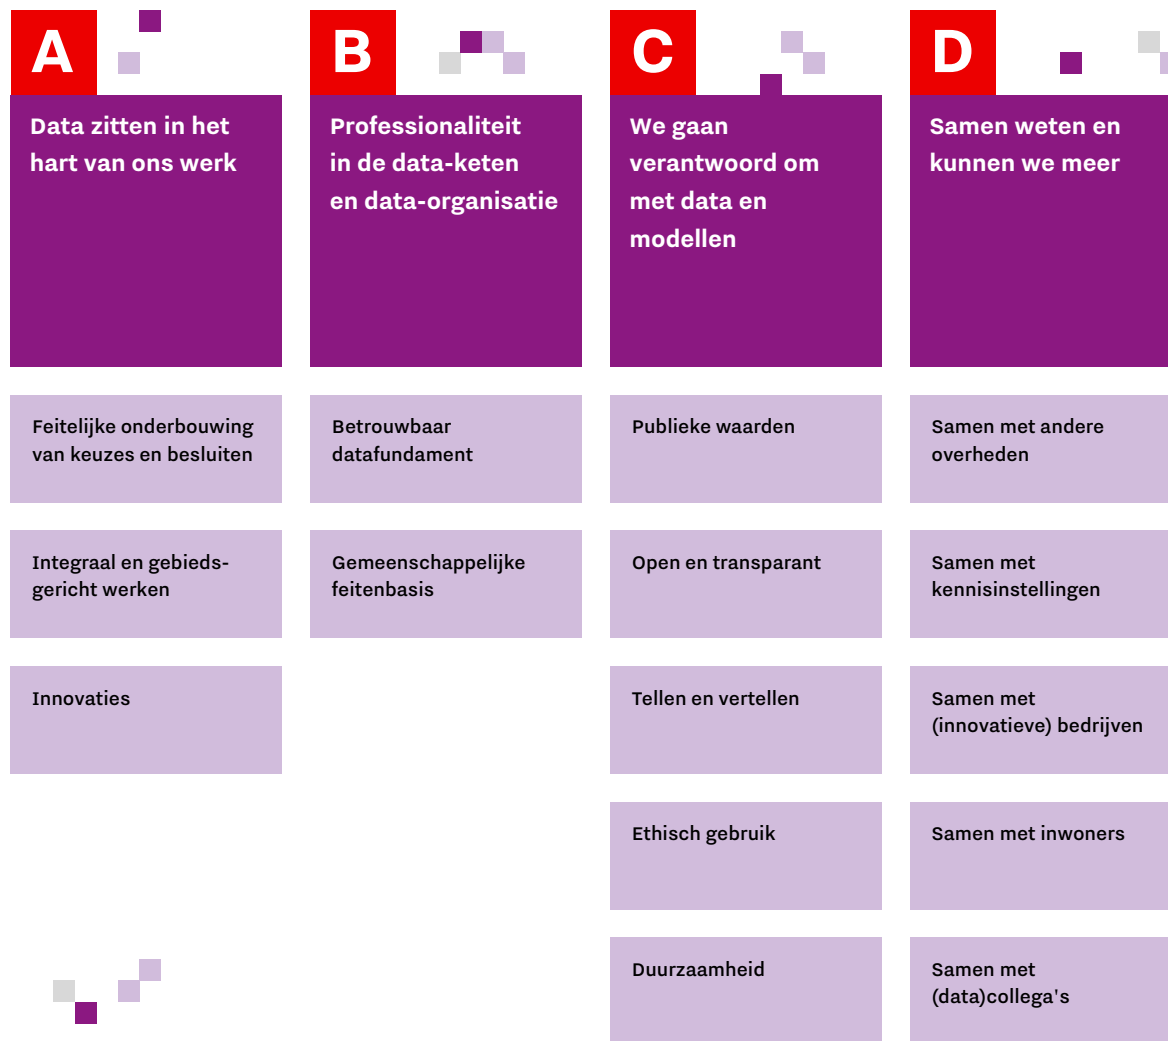 A
Data zitten in het
hart van ons werk
Feitelijke onderbouwing
van keuzes en besluiten
Integraal en gebieds-
gericht werken
Innovaties
B
Professionaliteit
in de data-keten
en data-organisatie
Betrouwbaar
datafundament
Gemeenschappelijke
feitenbasis
C
We gaan
verantwoord om
met data en
modellen
Publieke waarden
Open en transparant
Tellen en vertellen
Ethisch gebruik
Duurzaamheid
D
Samen weten en
kunnen we meer
Samen met andere
overheden
Samen met
kennisinstellingen
Samen met
(innovatieve) bedrijven
Samen met inwoners
Samen met
(data)collega's